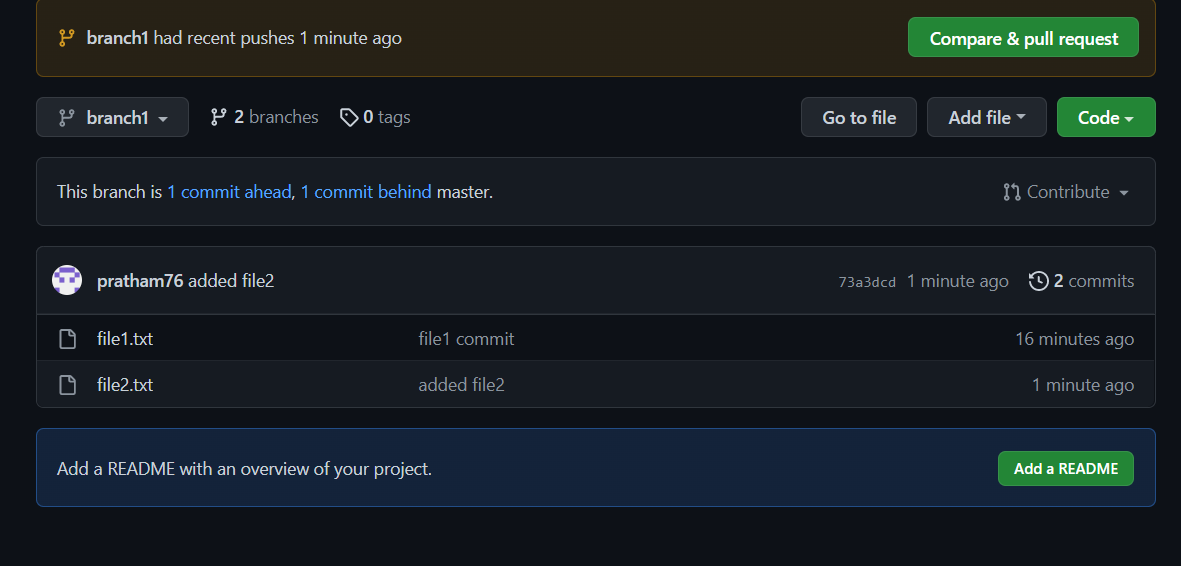 branch1 had recent pushes 1 minute ago Compare & pull request
branch1 2 branches 0 tags Go to file Add file Code
This branch is 1 commit ahead, 1 commit behind master. Contribute
pratham76 added file2 73a3dcd 1 minute ago 2 commits
file1.txt file1 commit 16 minutes ago
file2.txt added file2 1 minute ago
Add a README with an overview of your project. Add a README